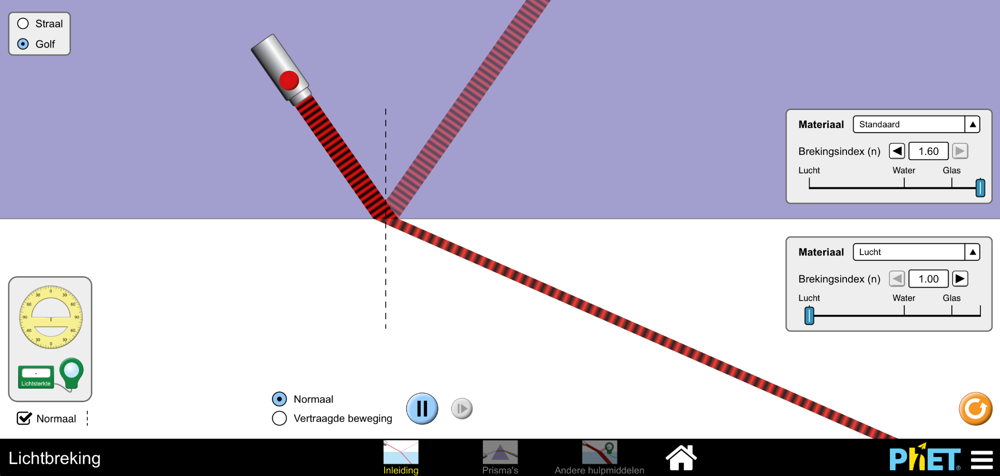 Straal
Golf
Materiaal Standaard
Brekingsindex (n) 1.60
Lucht Water Glas
Materiaal Lucht
Brekingsindex (n) 1.00
Lucht Water Glas
0
30 30
60 60
90 90
60 60
30 30
0
-
Lichtsterkte
Normaal
Normaal
Vertraagde beweging
Lichtbreking
Inleiding
Prisma's
Andere hulpmiddelen
PhET®